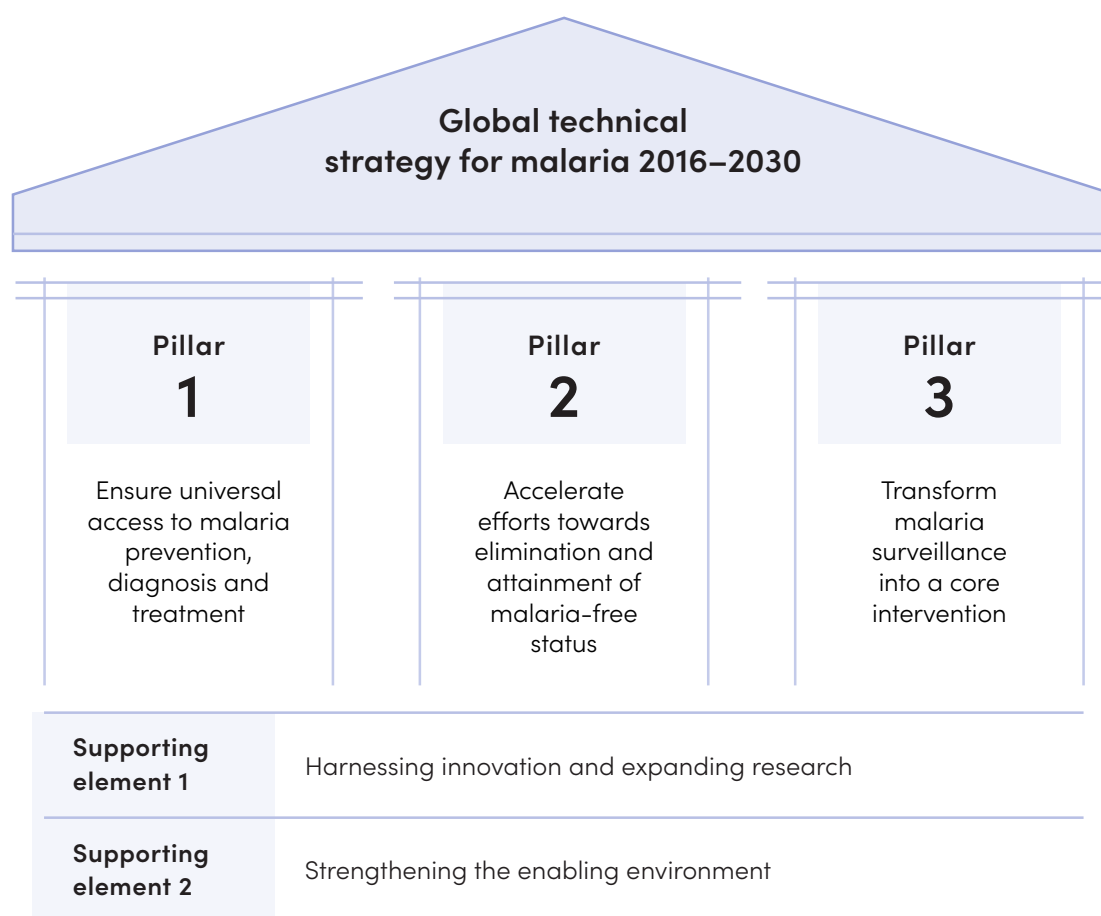 Global technical
strategy for malaria 2016–2030
Pillar
1
Ensure universal
access to malaria
prevention,
diagnosis and
treatment
Pillar
2
Accelerate
efforts towards
elimination and
attainment of
malaria-free
status
Pillar
3
Transform
malaria
surveillance
into a core
intervention
Supporting
element 1
Harnessing innovation and expanding research
Supporting
element 2
Strengthening the enabling environment